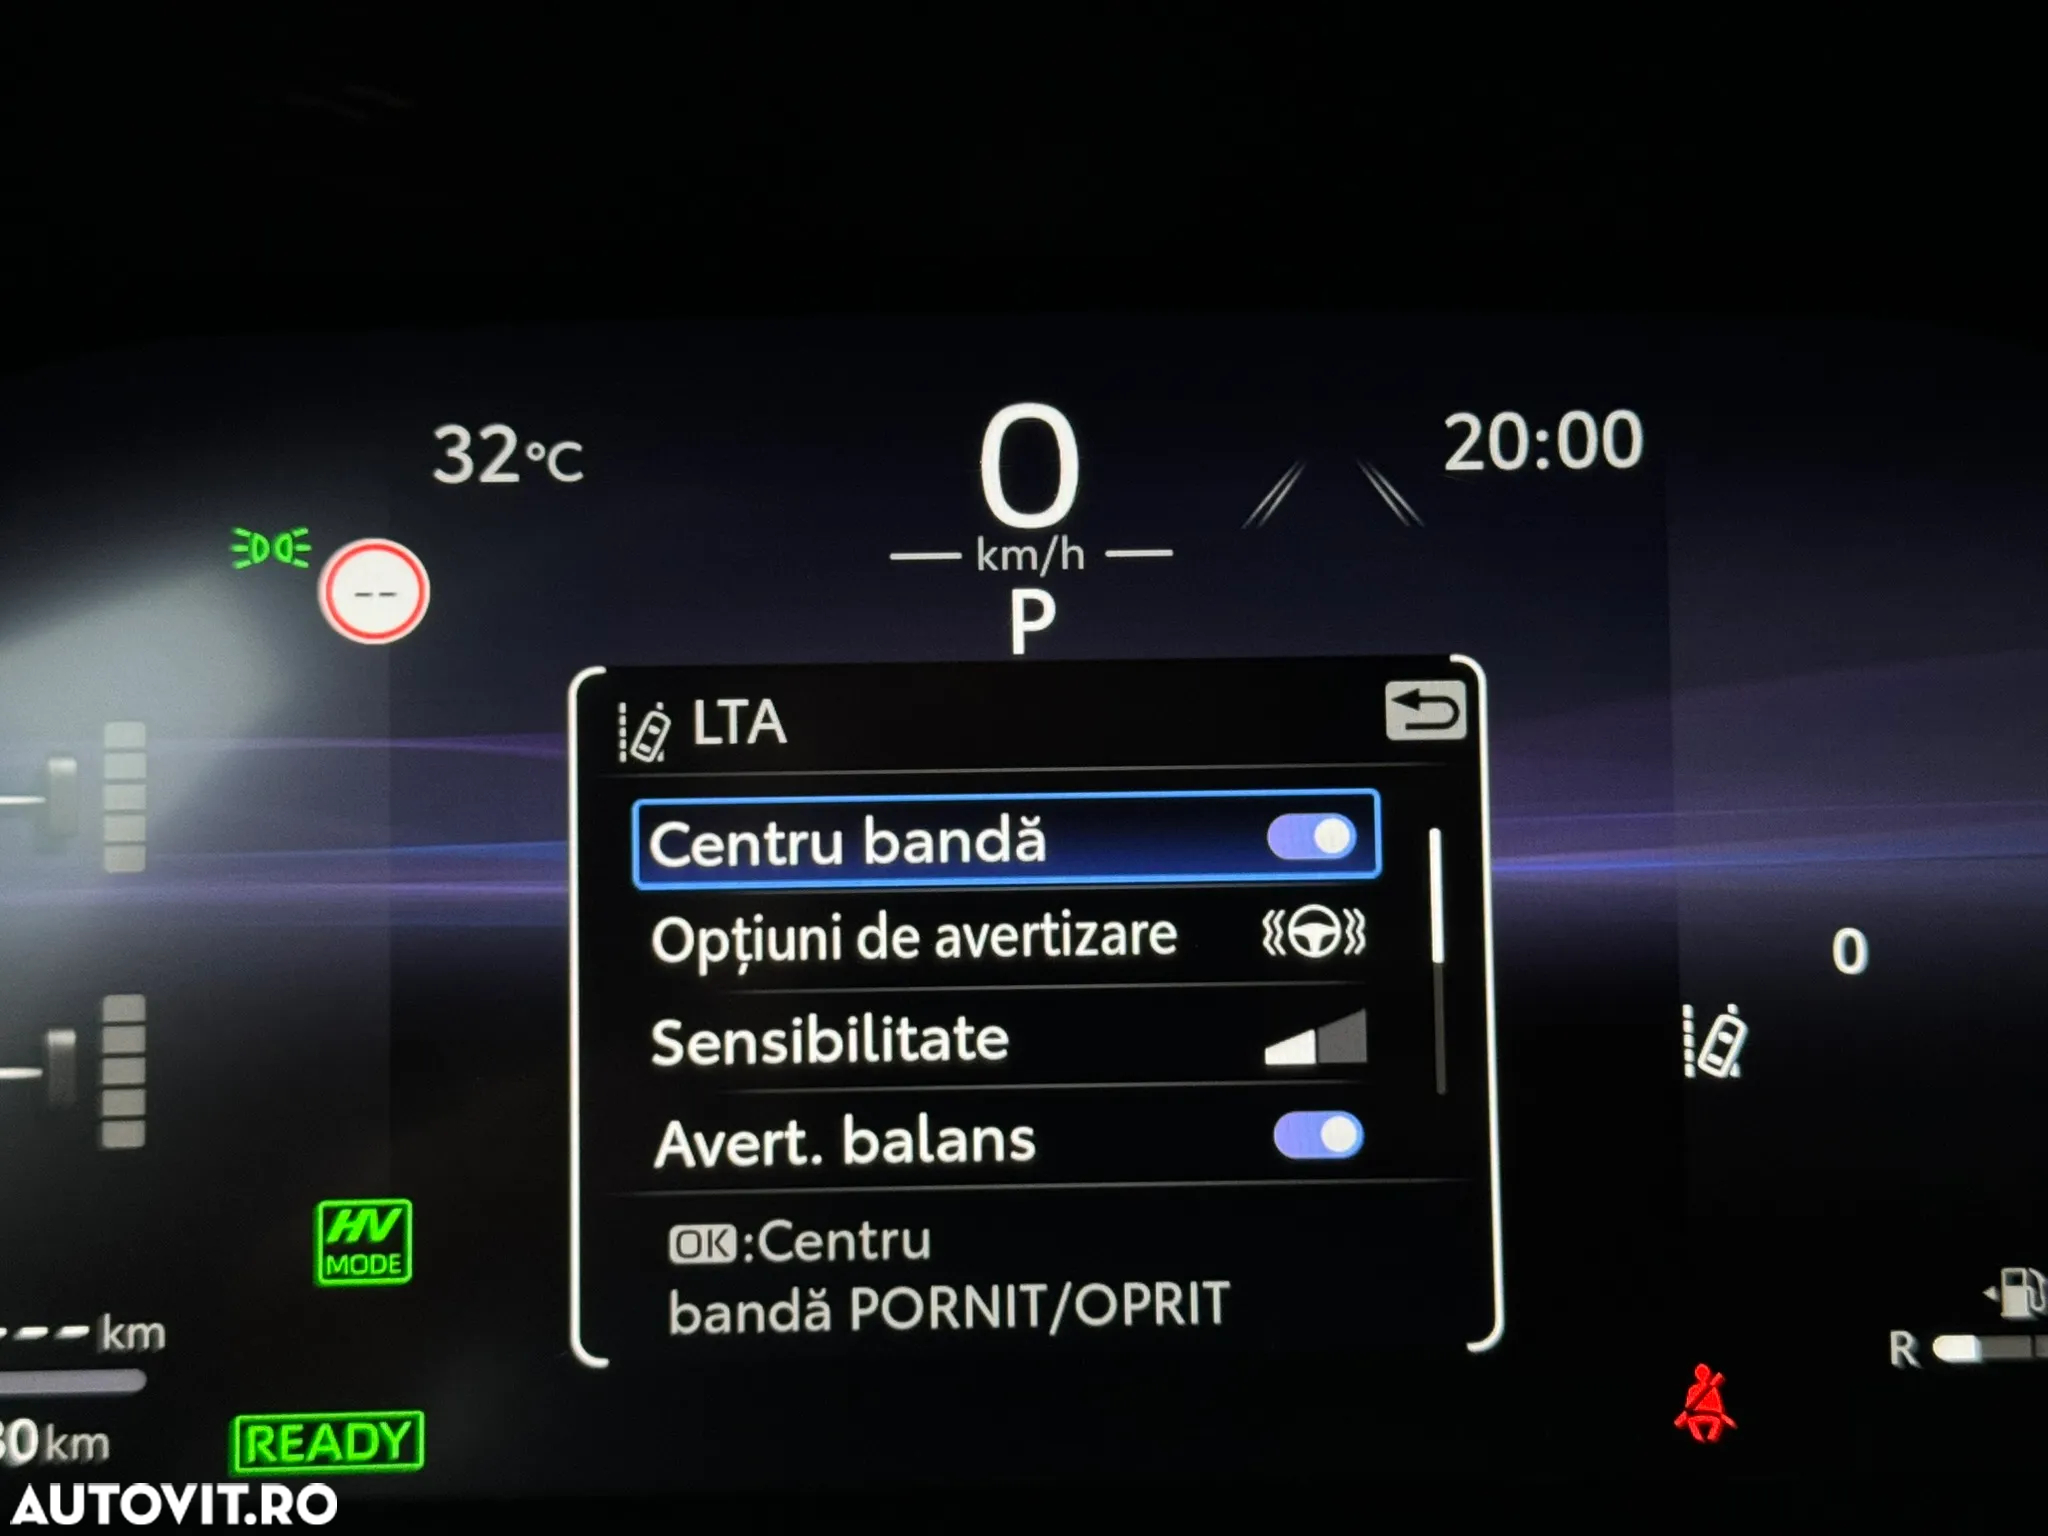 32°C
0
20:00
km/h
--
P
LTA
Centru bandă
Opțiuni de avertizare
Sensibilitate
Avert. balans
OK:Centru
bandă PORNIT/OPRIT
0
HV
MODE
--- km
R
READY
AUTOVIT.RO